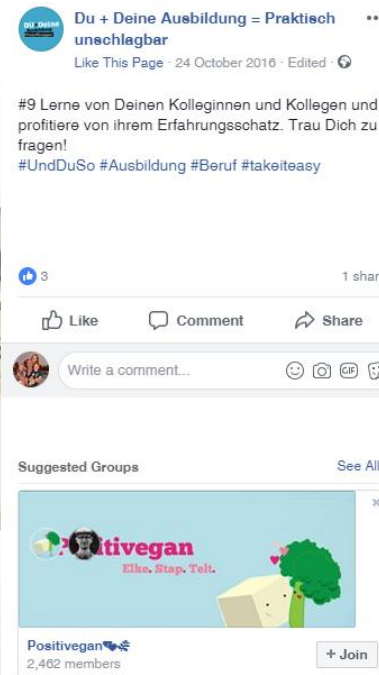 Du + Deine Ausbildung = Praktisch
unschlagbar
Like This Page · 24 October 2016 · Edited ·
#9 Lerne von Deinen Kolleginnen und Kollegen und
profitiere von ihrem Erfahrungsschatz. Trau Dich zu
fragen!
#UndDuSo #Ausbildung #Beruf #takeiteasy
3
1 shar
Like
Comment
Share
Write a comment...
GIF
Suggested Groups
See All
Elke. Stap. Telt.
Positivegan
2,462 members
+ Join